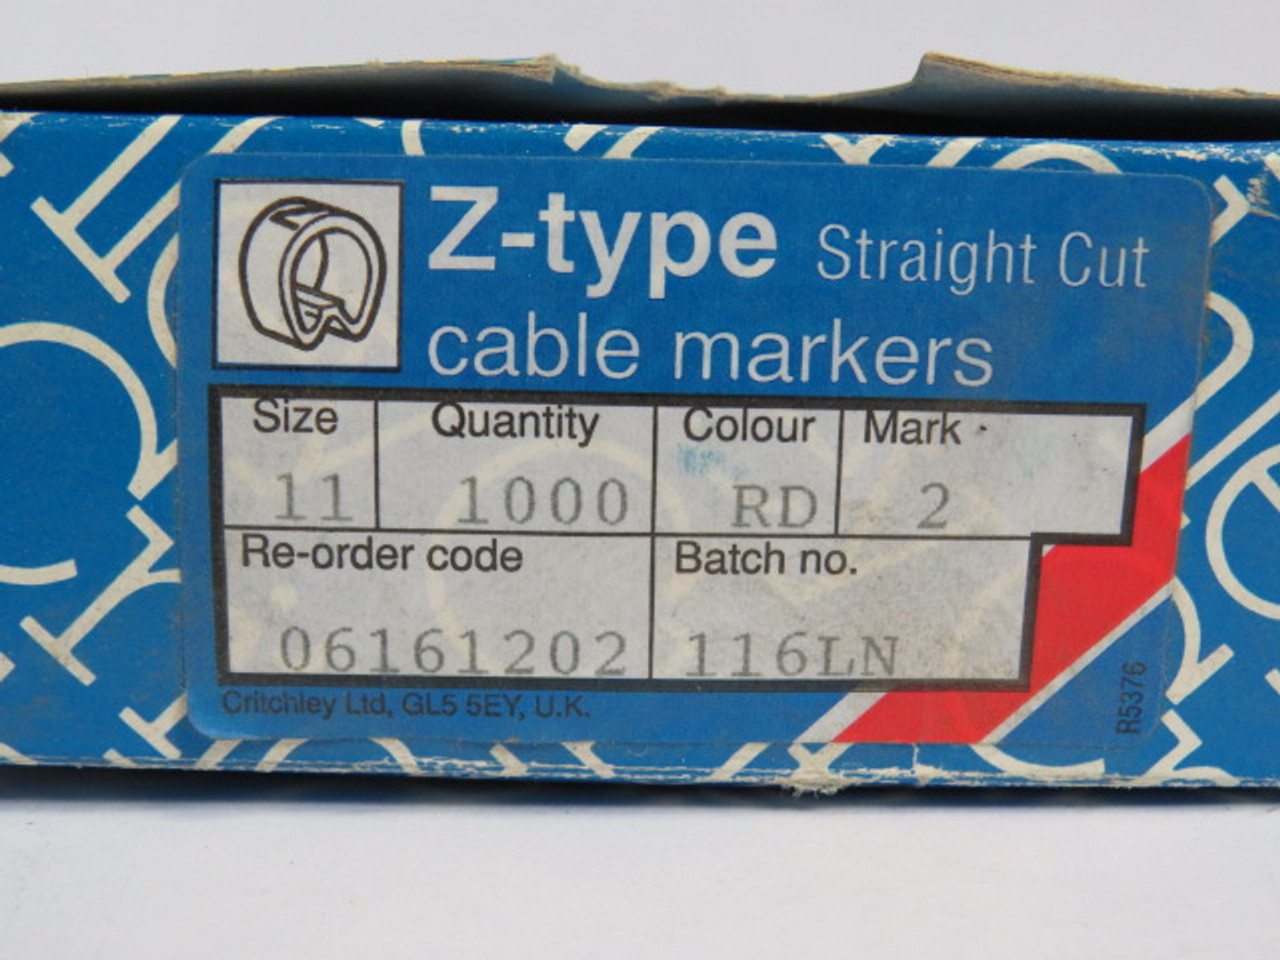 Z-type Straight Cut
cable markers
Size Quantity Colour Mark
11 1000 RD 2
Re-order code Batch no.
06161202 116LN
Critchley Ltd, GL5 5EY, U.K.
R5376